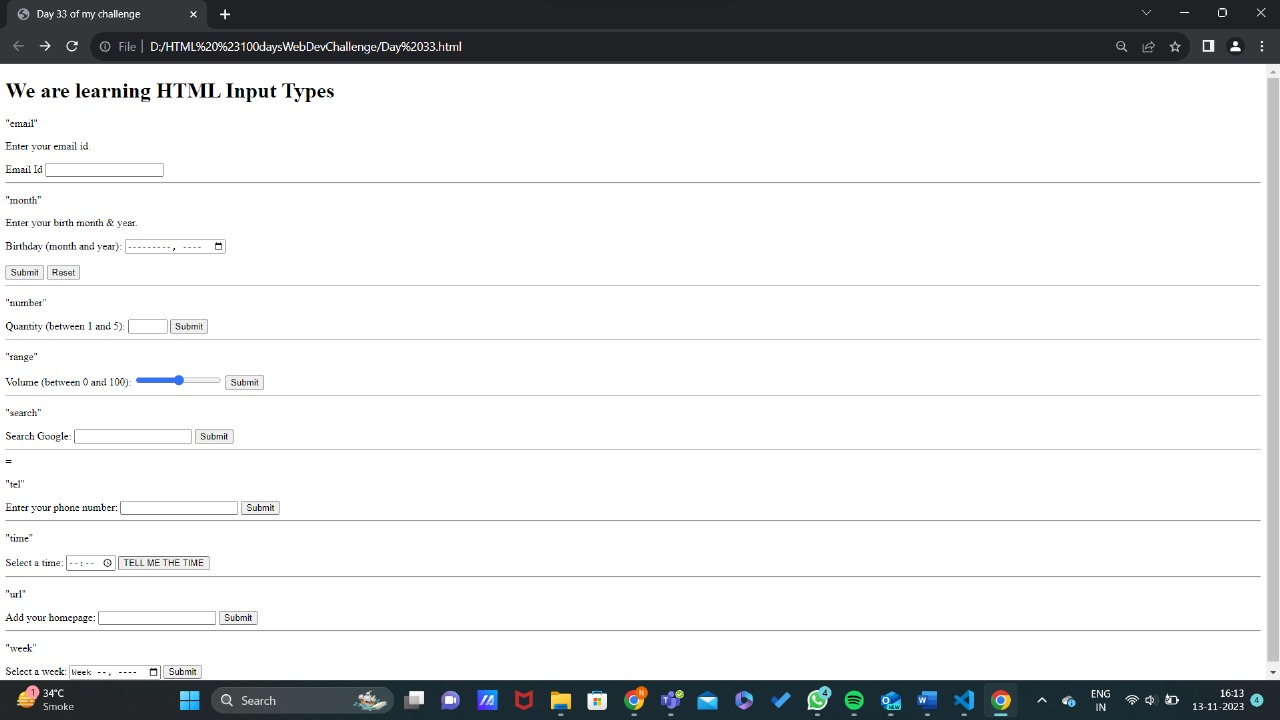 Day 33 of my challenge
File
D:/HTML%20%23100daysWebDevChallenge/Day%2033.html
We are learning HTML Input Types
"email"
Enter your email id.
Email Id
"month"
Enter your birth month & year.
Birthday (month and year): ---------, ----
Submit Reset
"number"
Quantity (between 1 and 5): Submit
"range"
Volume (between 0 and 100): Submit
"search"
Search Google: Submit
=
"tel"
Enter your phone number: Submit
"time"
Select a time: --:-- TELL ME THE TIME
"url"
Add your homepage: Submit
"week"
Select a week: Week --, ---- Submit
1
34°C
Smoke
Search
N
4
ENG
IN
16:13
13-11-2023
4